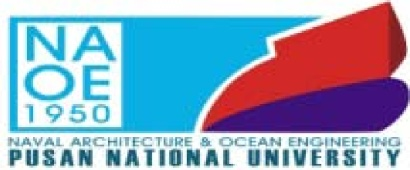 NA
OE
1950
NAVAL ARCHITECTURE & OCEAN ENGINEERING
PUSAN NATIONAL UNIVERSITY